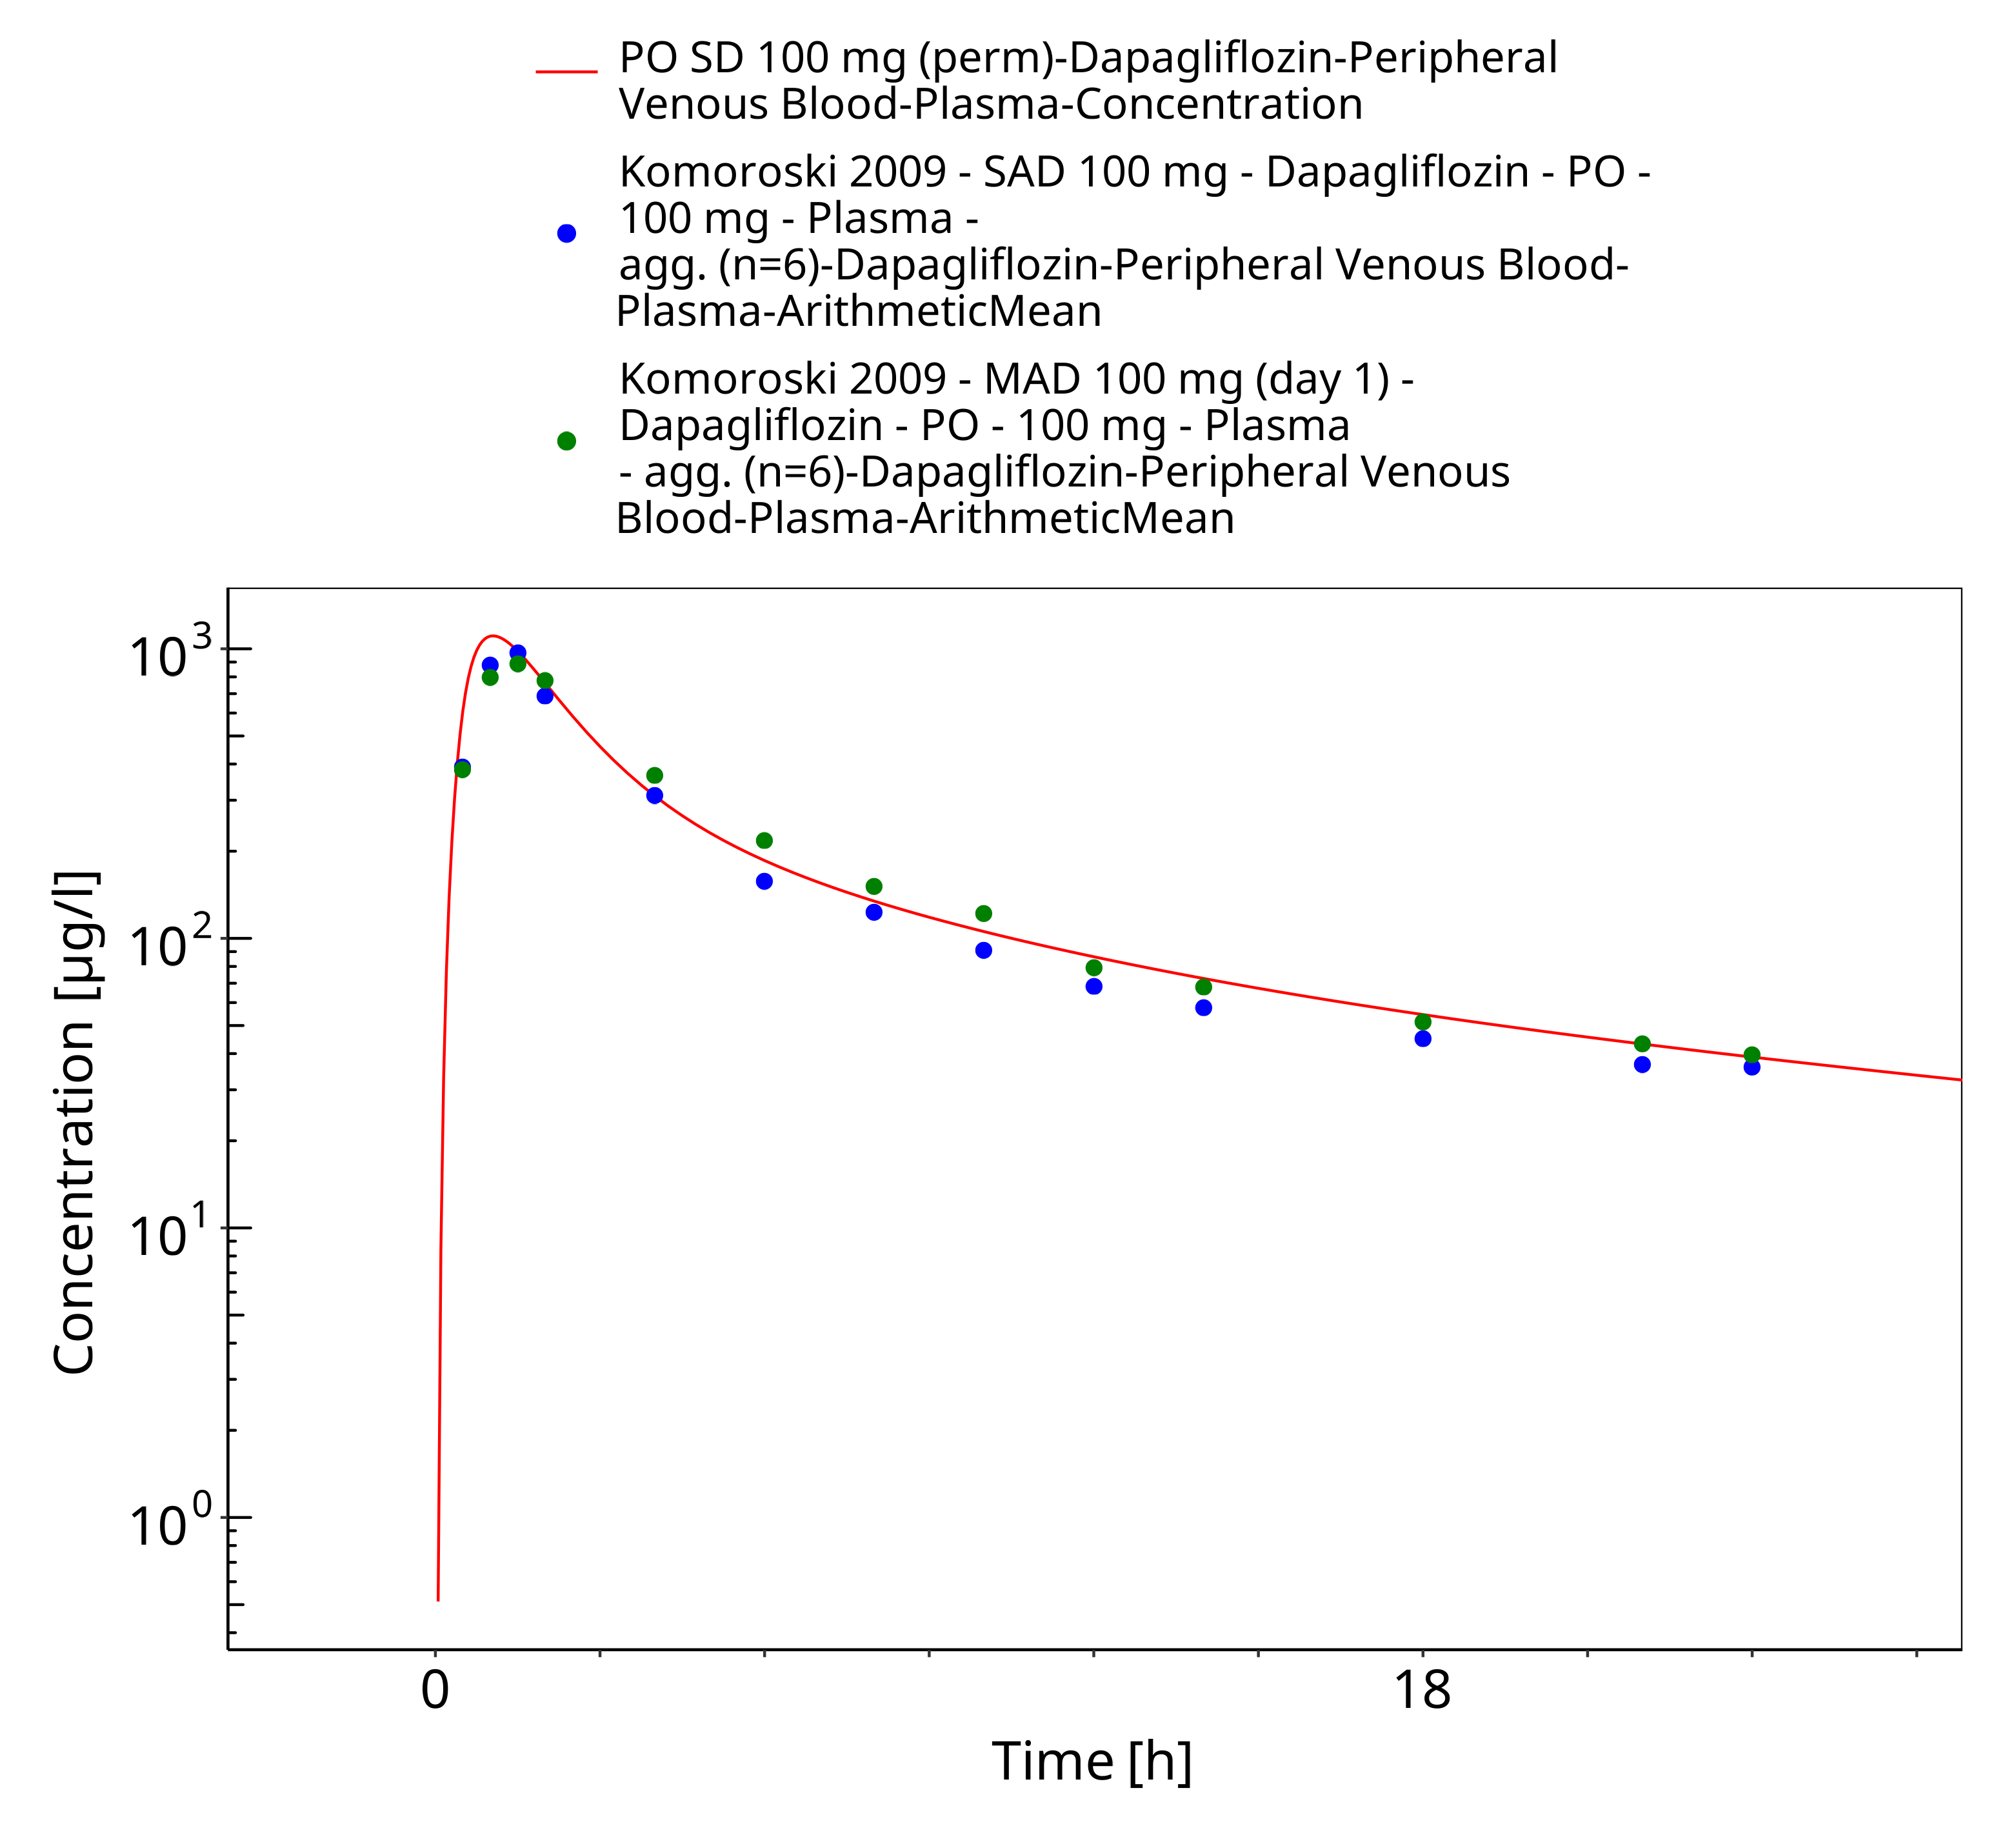 PO SD 100 mg (perm)-Dapagliflozin-Peripheral
Venous Blood-Plasma-Concentration
Komoroski 2009 - SAD 100 mg - Dapagliflozin - PO -
100 mg - Plasma -
agg. (n=6)-Dapagliflozin-Peripheral Venous Blood-
Plasma-ArithmeticMean
Komoroski 2009 - MAD 100 mg (day 1) -
Dapagliflozin - PO - 100 mg - Plasma
- agg. (n=6)-Dapagliflozin-Peripheral Venous
Blood-Plasma-ArithmeticMean
10³
10²
10¹
10⁰
Concentration [µg/l]
0 18
Time [h]